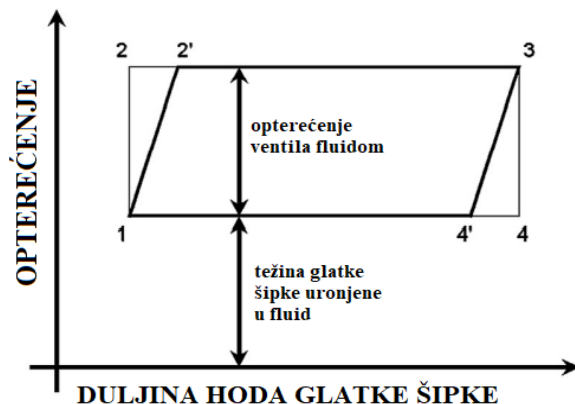 OPTEREĆENJE
2 2' 3
opterećenje
ventila fluidom
1 4' 4
težina glatke
šipke uronjene
u fluid
DULJINA HODA GLATKE ŠIPKE